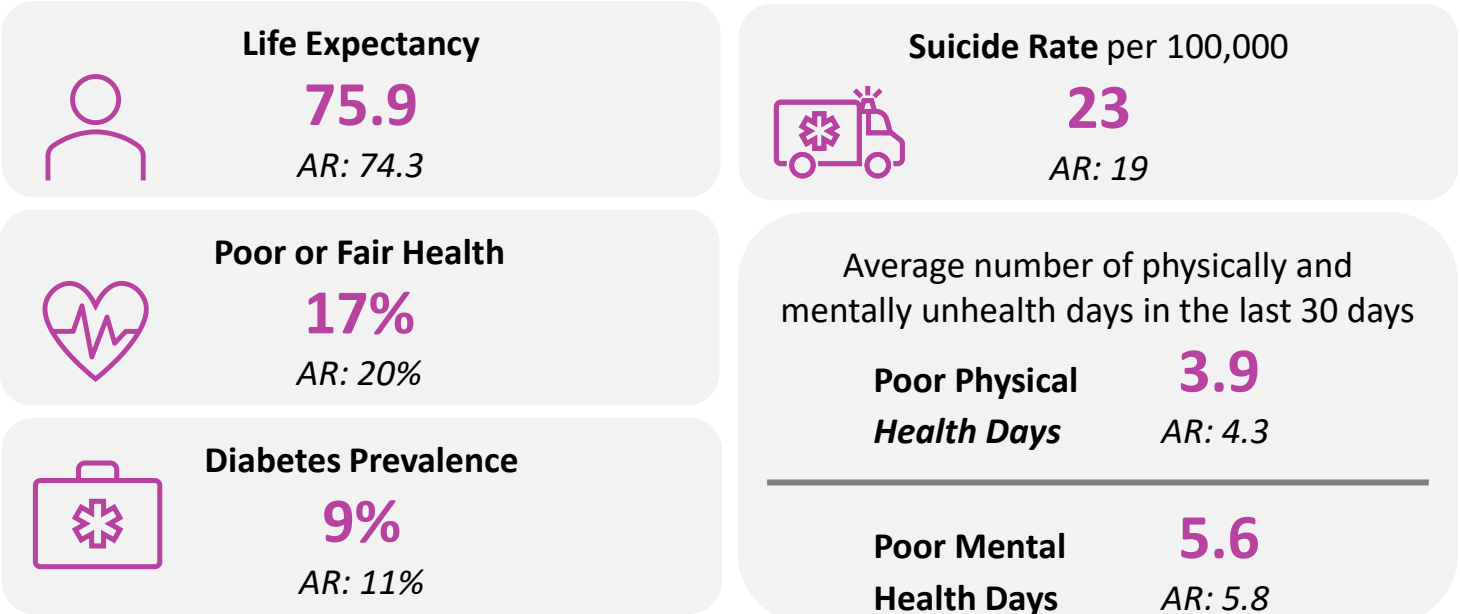 Life Expectancy
75.9
AR: 74.3
Poor or Fair Health
17%
AR: 20%
Diabetes Prevalence
9%
AR: 11%
Suicide Rate per 100,000
23
AR: 19
Average number of physically and
mentally unhealth days in the last 30 days
Poor Physical 3.9
Health Days AR: 4.3
Poor Mental 5.6
Health Days AR: 5.8